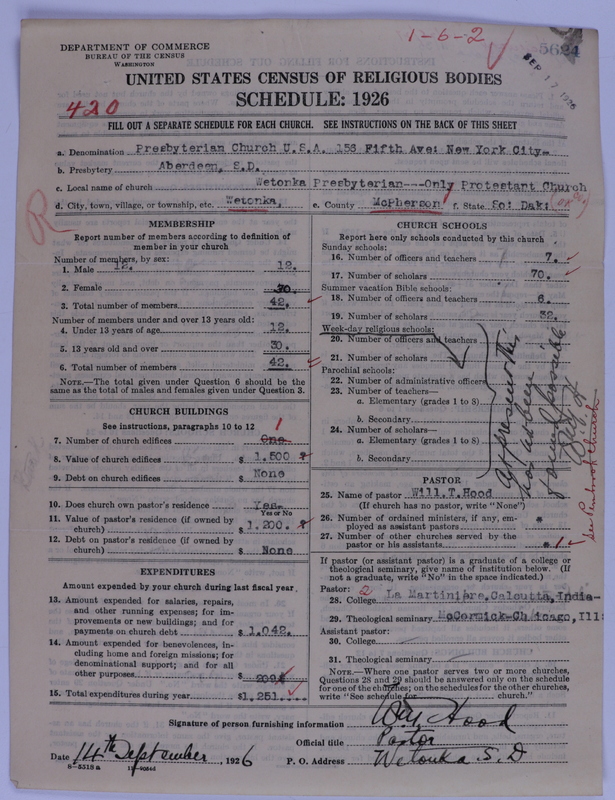 1-6-2
5624
SEP 17 1926
DEPARTMENT OF COMMERCE
BUREAU OF THE CENSUS
WASHINGTON
UNITED STATES CENSUS OF RELIGIOUS BODIES
SCHEDULE: 1926
420
FILL OUT A SEPARATE SCHEDULE FOR EACH CHURCH. SEE INSTRUCTIONS ON THE BACK OF THIS SHEET
a. Denomination Presbyterian Church U.S.A. 156 Fifth Ave: New York City-
b. Presbytery Aberdeen, S.D.
c. Local name of church Wetonka Presbyterian---Only Protestant Church
d. City, town, village, or township, etc. Wetonka, e. County McPherson f. State So: Dak:
R
MEMBERSHIP
Report number of members according to definition of
member in your church
Number of members, by sex:
1. Male 12. 12.
2. Female 30
3. Total number of members 42.
Number of members under and over 13 years old:
4. Under 13 years of age 12.
5. 13 years old and over 30.
6. Total number of members 42.
NOTE.—The total given under Question 6 should be the
same as the total of males and females given under Question 3.
CHURCH BUILDINGS
See instructions, paragraphs 10 to 12
7. Number of church edifices One 1
8. Value of church edifices $ 1,500 ?
9. Debt on church edifices $ None
10. Does church own pastor's residence Yes-
Yes or No
11. Value of pastor's residence (if owned by
church) $ 1,200. ?
12. Debt on pastor's residence (if owned by
church) $ None
EXPENDITURES
Amount expended by church during last fiscal year.
13. Amount expended for salaries, repairs,
and other running expenses; for im-
provements or new buildings; and for
payments on church debt $ 1,042.
14. Amount expended for benevolences, in-
cluding home and foreign missions; for
denominational support; and for all
other purposes $ 209.
15. Total expenditures during year $1,251.
CHURCH SCHOOLS
Report here only schools conducted by this church
Sunday schools:
16. Number of officers and teachers 7.
17. Number of scholars 70.
Summer vacation Bible schools:
18. Number of officers and teachers 6.
19. Number of scholars 32.
Week-day religious schools:
20. Number of officers and teachers
21. Number of scholars
Parochial schools:
22. Number of administrative officers
23. Number of teachers—
a. Elementary (grades 1 to 8)
b. Secondary
24. Number of scholars—
a. Elementary (grades 1 to 8)
b. Secondary
At present this
has not been
found possible
See Pembrook Church
PASTOR
25. Name of pastor Will.T.Hood
(If church has no pastor, write "None")
26. Number of ordained ministers, if any, em-
ployed as assistant pastors *
27. Number of other churches served by the
pastor or his assistants * 1
If pastor (or assistant pastor) is a graduate of a college or
theological seminary, give name of institution below. (If
not a graduate, write "No" in the space indicated.)
Pastor: 2
28. College La Martiniere,Calcutta,India-
29. Theological seminary McCormick-Chicago,Ill:
Assistant pastor:
30. College
31. Theological seminary
NOTE.—Where one pastor serves two or more churches,
Questions 28 and 29 should be answered only on the schedule
for one of the churches; on the schedules for the other churches,
write "See schedule for church."
Signature of person furnishing information Will Hood
Official title Pastor
Date 14th September, 1926 P. O. Address Wetonka S.D
8-5518a